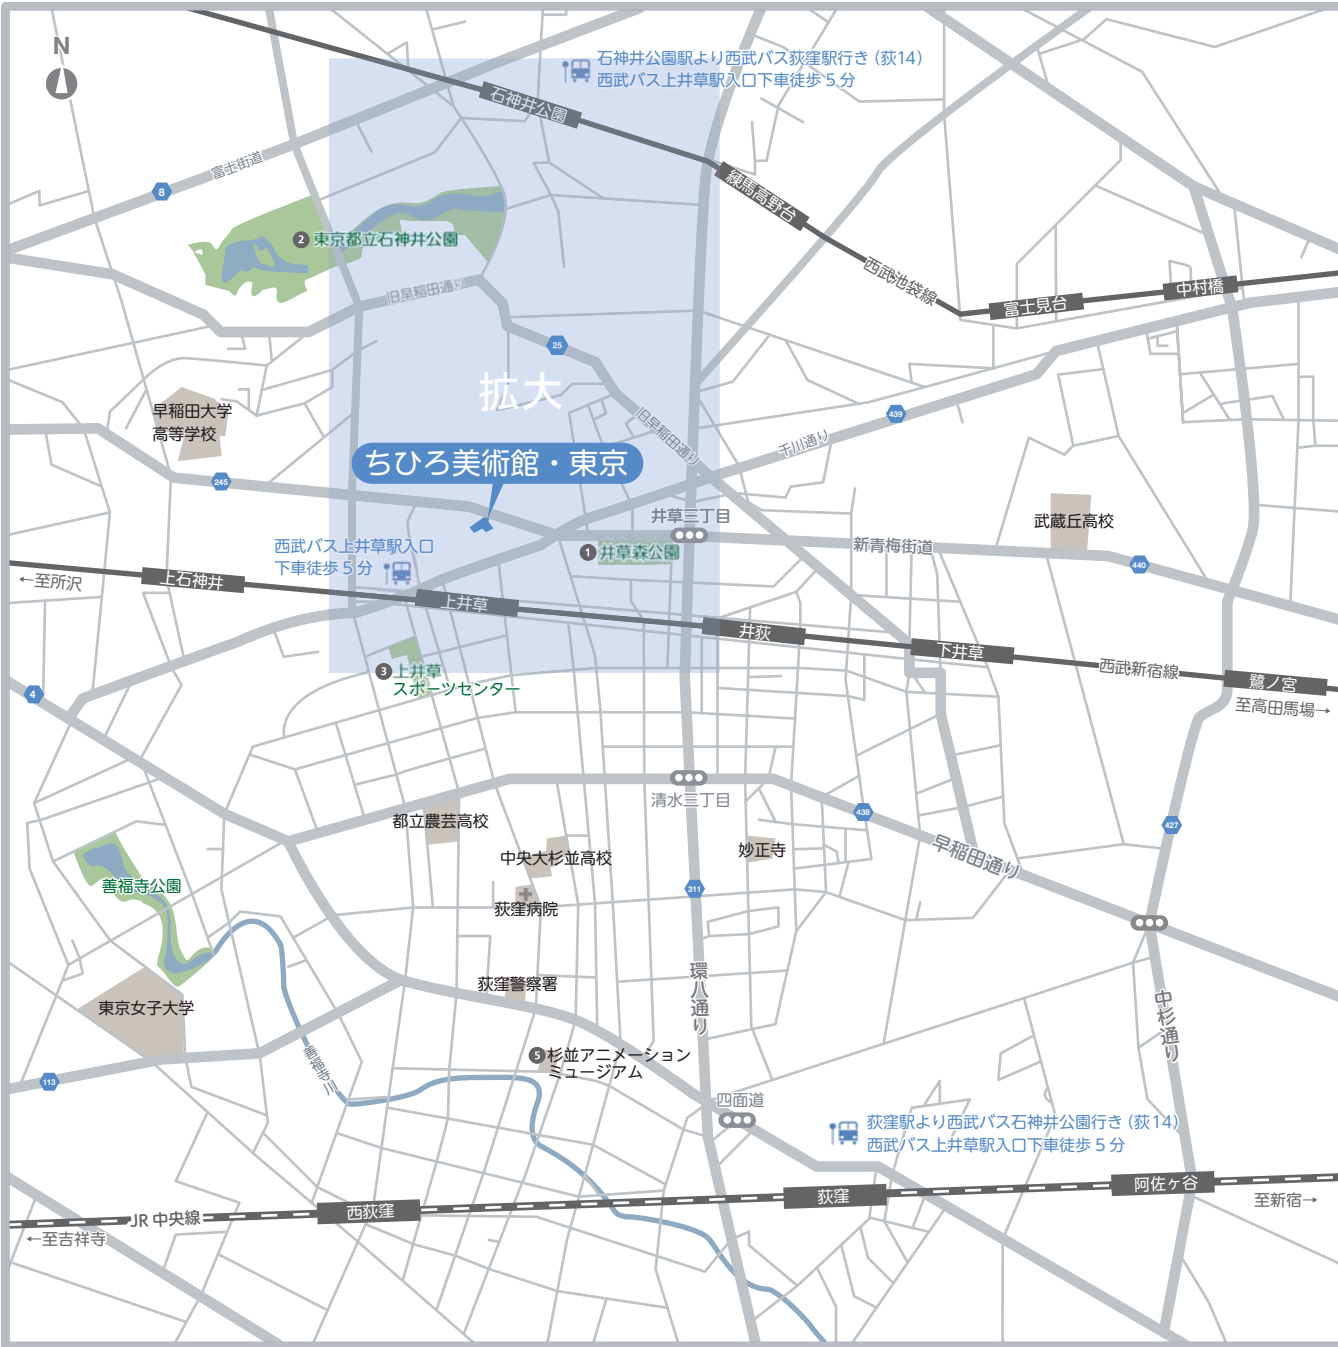 N
石神井公園駅より西武バス荻窪駅行き（荻14）
西武バス上井草駅入口下車徒歩５分
石神井公園
富士街道
8
練馬高野台
❷ 東京都立石神井公園
西武池袋線
旧早稲田通り
富士見台
中村橋
25
拡大
早稲田大学
高等学校
旧早稲田通り
439
千川通り
ちひろ美術館・東京
245
井草三丁目
武蔵丘高校
西武バス上井草駅入口
下車徒歩５分
❶ 井草森公園
新青梅街道
440
←至所沢
上石神井
上井草
井荻
下井草
西武新宿線
鷺ノ宮
至高田馬場→
❸ 上井草
スポーツセンター
4
清水三丁目
438
都立農芸高校
427
中央大杉並高校
妙正寺
早稲田通り
善福寺公園
311
荻窪病院
荻窪警察署
環八通り
中杉通り
東京女子大学
❺ 杉並アニメーション
ミュージアム
善福寺川
113
四面道
荻窪駅より西武バス石神井公園行き（荻14）
西武バス上井草駅入口下車徒歩５分
JR 中央線
西荻窪
荻窪
阿佐ヶ谷
至新宿→
←至吉祥寺